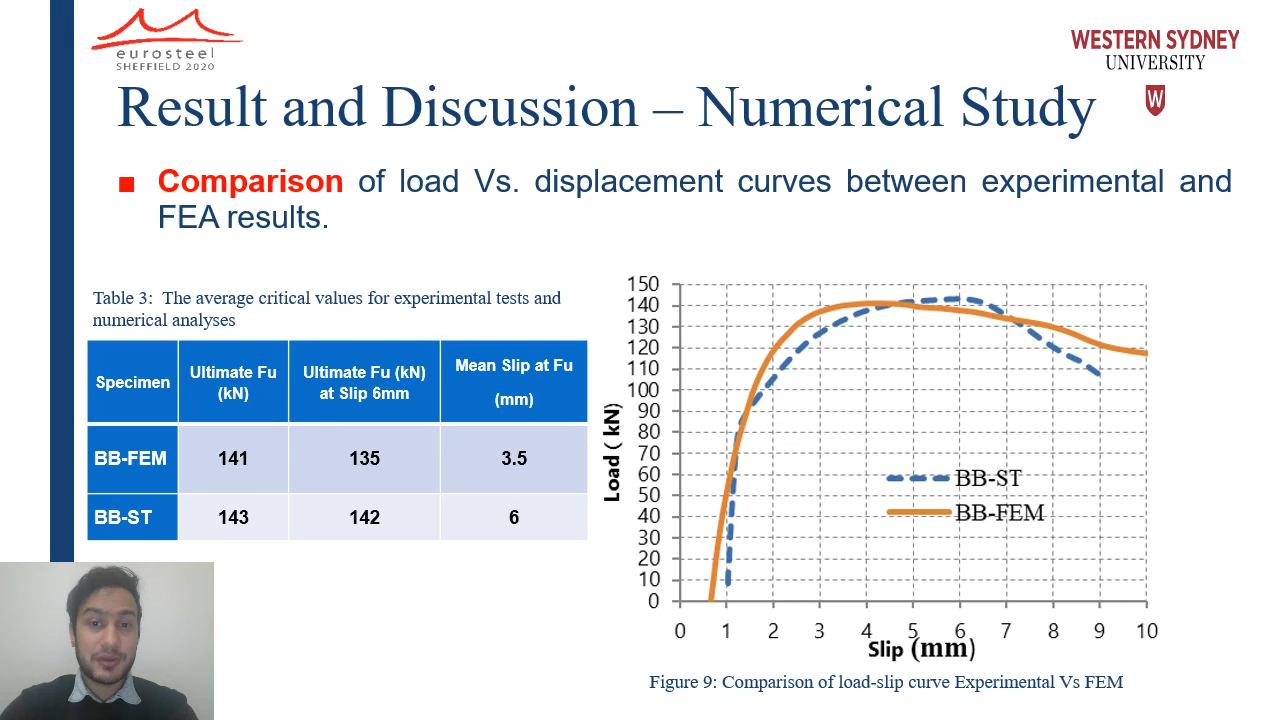 eurosteel
SHEFFIELD 2020
WESTERN SYDNEY
UNIVERSITY
W
Result and Discussion – Numerical Study
Comparison of load Vs. displacement curves between experimental and
FEA results.
Table 3: The average critical values for experimental tests and
numerical analyses
Specimen
Ultimate Fu
(kN)
Ultimate Fu (kN)
at Slip 6mm
Mean Slip at Fu
(mm)
BB-FEM 141 135 3.5
BB-ST 143 142 6
150
140
130
120
110
100
90
80
70
60
50
40
30
20
10
0
Load ( kN)
BB-ST
BB-FEM
0 1 2 3 4 5 6 7 8 9 10
Slip (mm)
Figure 9: Comparison of load-slip curve Experimental Vs FEM